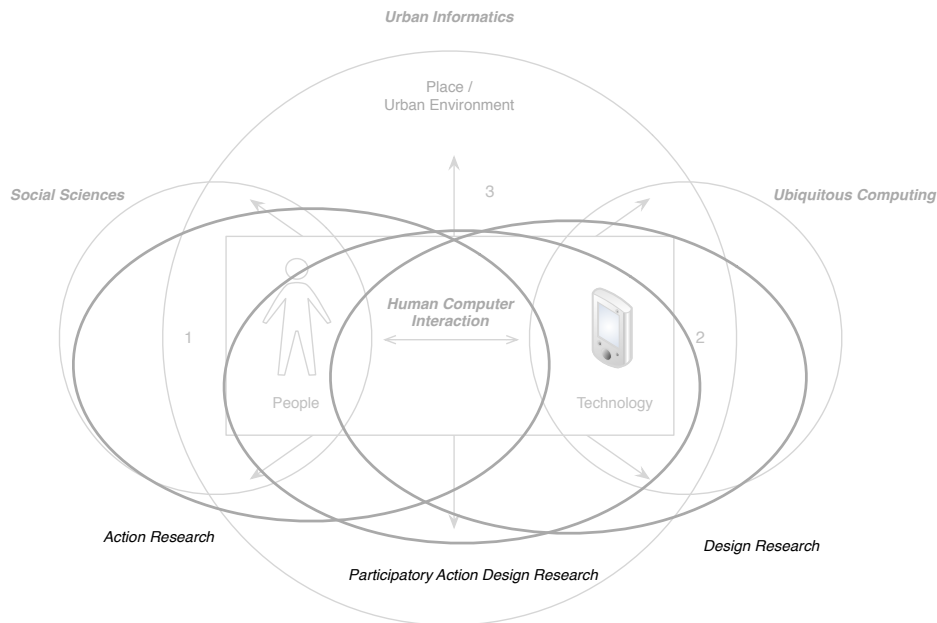 Urban Informatics
Place /
Urban Environment
Social Sciences
3
Ubiquitous Computing
Human Computer
Interaction
1
2
People
Technology
Action Research
Design Research
Participatory Action Design Research